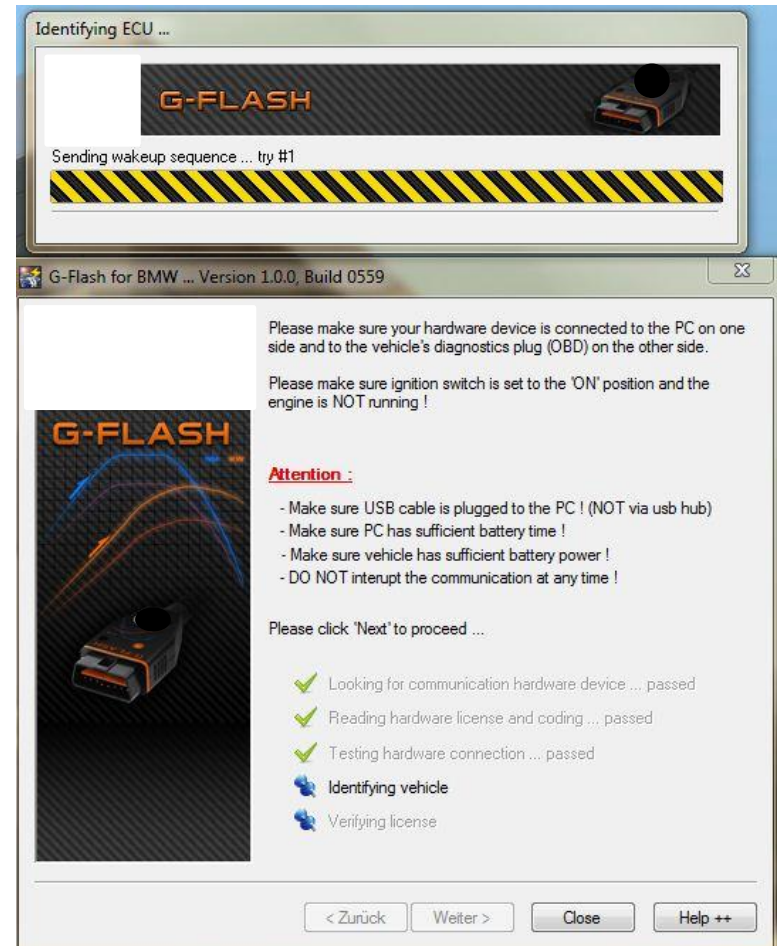 Identifying ECU ...
G-FLASH
Sending wakeup sequence ... try #1
G-Flash for BMW ... Version 1.0.0, Build 0559
Please make sure your hardware device is connected to the PC on one
side and to the vehicle's diagnostics plug (OBD) on the other side.
Please make sure ignition switch is set to the 'ON' position and the
engine is NOT running !
G-FLASH
Attention :
- Make sure USB cable is plugged to the PC ! (NOT via usb hub)
- Make sure PC has sufficient battery time !
- Make sure vehicle has sufficient battery power !
- DO NOT interupt the communication at any time !
Please click 'Next' to proceed ...
Looking for communication hardware device ... passed
Reading hardware license and coding ... passed
Testing hardware connection ... passed
Identifying vehicle
Verifying license
< Zurück
Weiter >
Close
Help ++